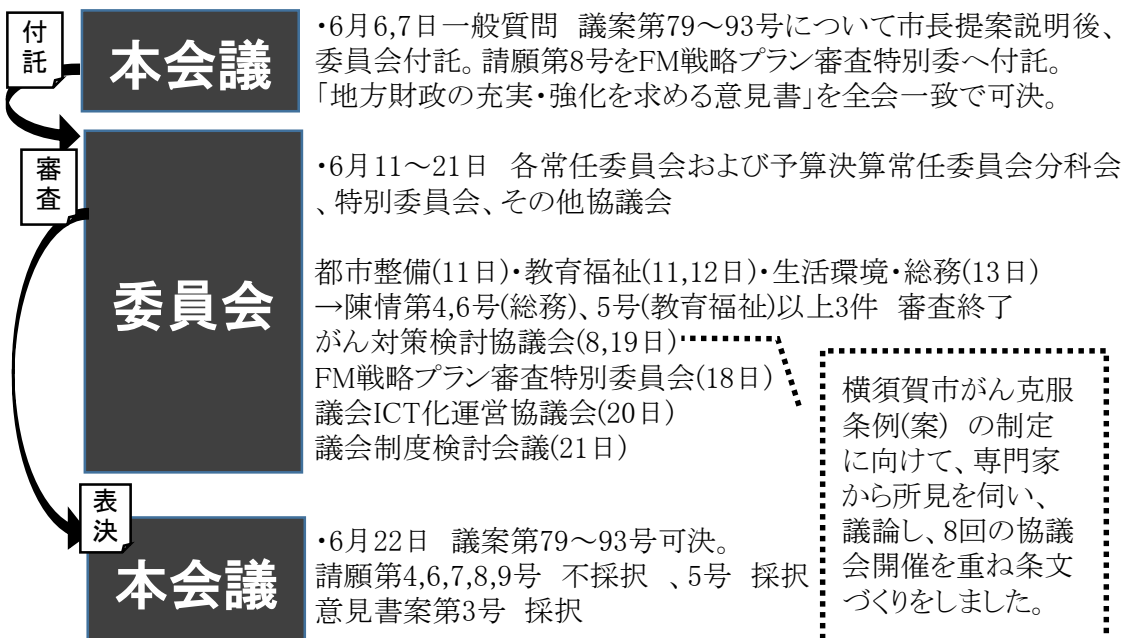 付託
本会議
・6月6,7日一般質問 議案第79～93号について市長提案説明後、
委員会付託。請願第8号をFM戦略プラン審査特別委へ付託。
「地方財政の充実・強化を求める意見書」を全会一致で可決。
審査
委員会
・6月11～21日 各常任委員会および予算決算常任委員会分科会
、特別委員会、その他協議会
都市整備(11日)・教育福祉(11,12日)・生活環境・総務(13日)
→陳情第4,6号(総務)、5号(教育福祉)以上3件 審査終了
がん対策検討協議会(8,19日)
FM戦略プラン審査特別委員会(18日)
議会ICT化運営協議会(20日)
議会制度検討会議(21日)
横須賀市がん克服
条例(案) の制定
に向けて、専門家
から所見を伺い、
議論し、8回の協議
会開催を重ね条文
づくりをしました。
表決
本会議
・6月22日 議案第79～93号可決。
請願第4,6,7,8,9号 不採択 、5号 採択
意見書案第3号 採択